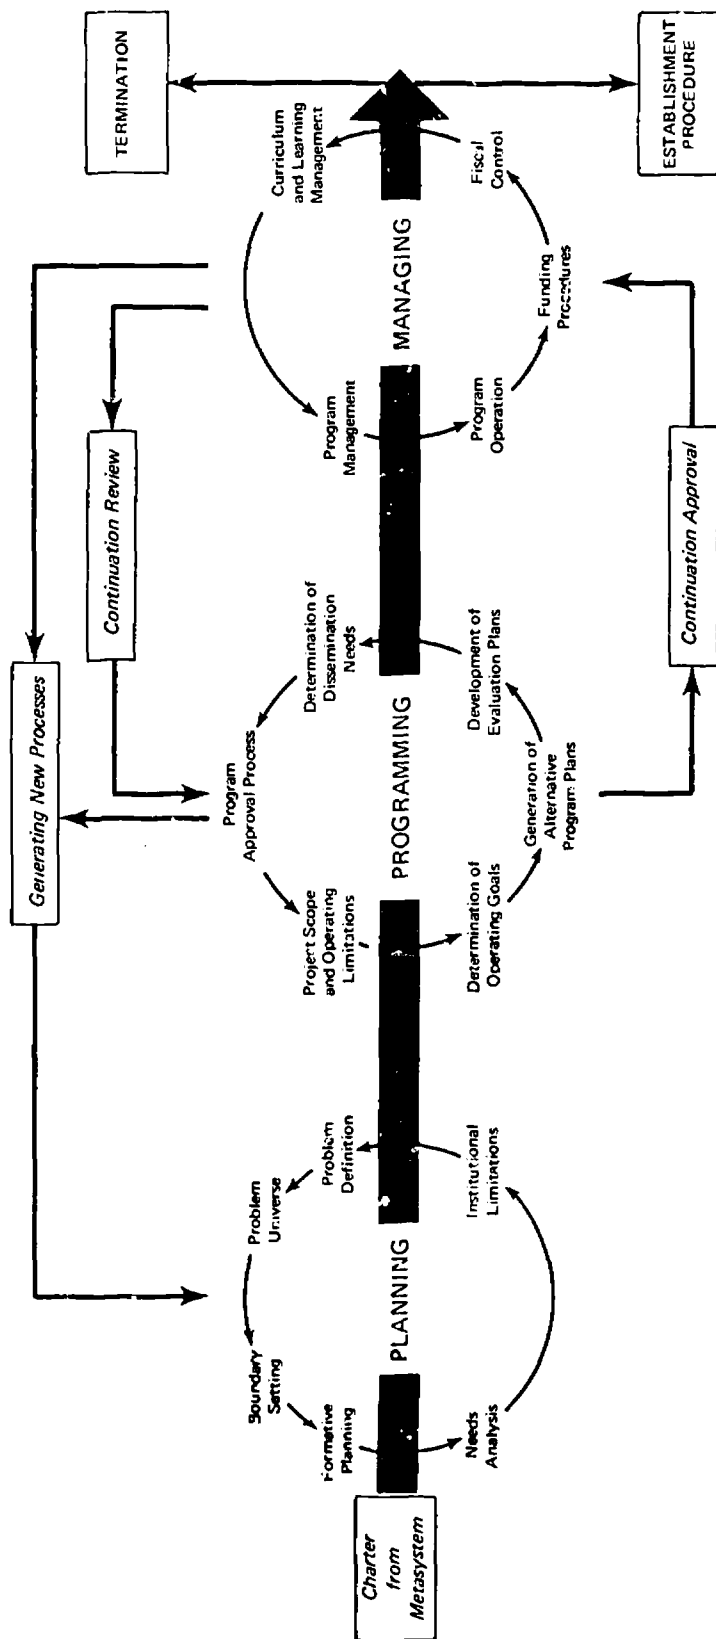 Generating New Processes
Continuation Review
TERMINATION
Problem
Universe
Boundary
Setting
Formative
Planning
Problem
Definition
Program
Approval Process
Project Scope
and Operating
Limitations
Determination of
Dissemination
Needs
Curriculum
and Learning
Management
Program
Management
Charter
from
Metasystem
PLANNING
PROGRAMMING
MANAGING
Needs
Analysis
Institutional
Limitations
Determination of
Operating Goals
Generation of
Alternative
Program Plans
Development of
Evaluation Plans
Program
Operation
Funding
Procedures
Fiscal
Control
Continuation Approval
ESTABLISHMENT
PROCEDURE